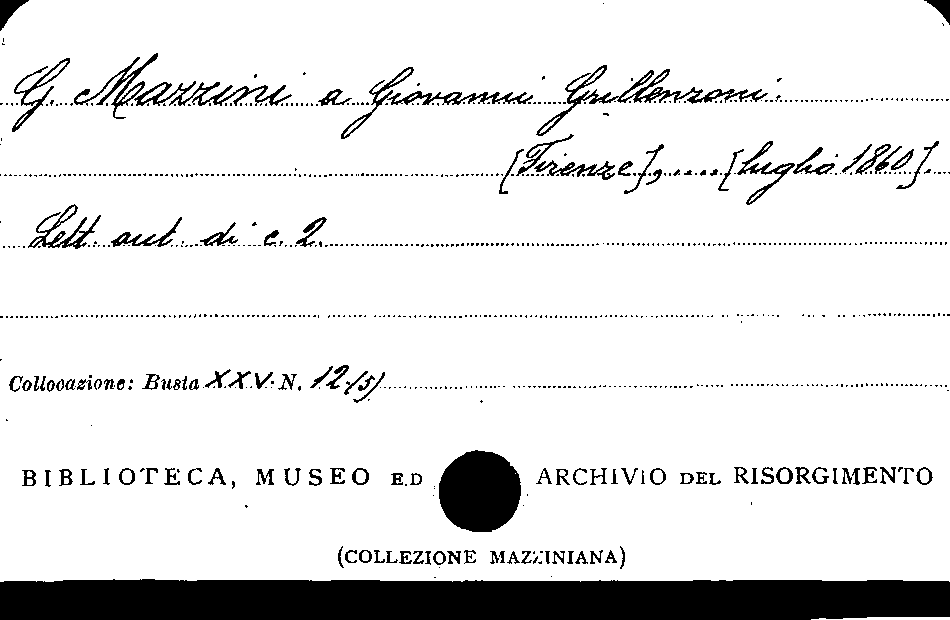 G. Mazzini a Giovanni Grillenzoni.
[Firenze], .... [luglio 1860].
Lett. aut. di c. 2.
Collocazione: Busta XXV. N. 12 (5)
BIBLIOTECA, MUSEO ED ARCHIVIO DEL RISORGIMENTO
(COLLEZIONE MAZZINIANA)